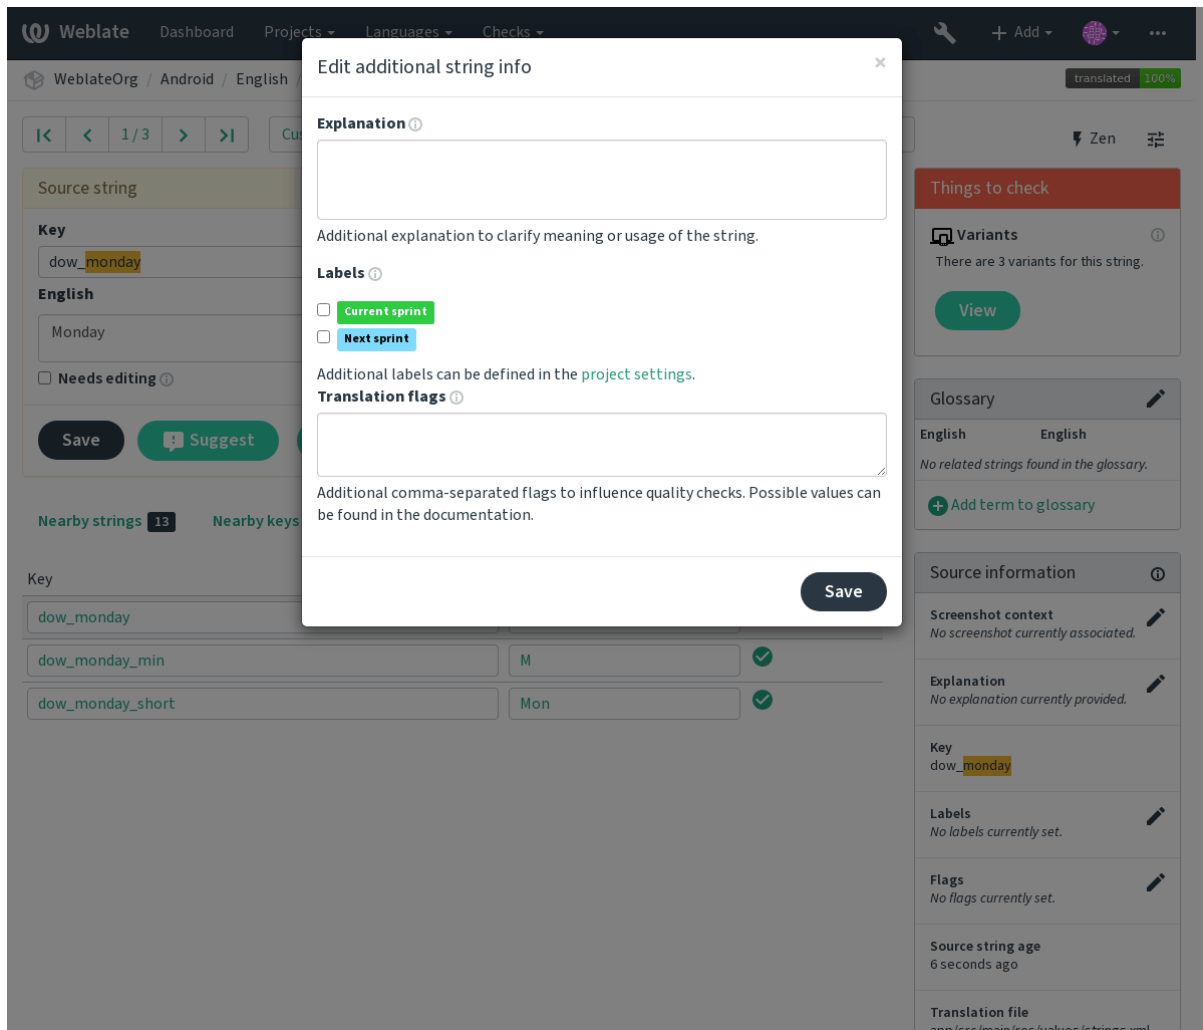 Weblate Dashboard Projects Languages Checks Add
WeblateOrg / Android / English /
translated 100%
1 / 3
Zen
Edit additional string info
×
Explanation
Additional explanation to clarify meaning or usage of the string.
Labels
Current sprint
Next sprint
Additional labels can be defined in the project settings.
Translation flags
Additional comma-separated flags to influence quality checks. Possible values can
be found in the documentation.
Save
Source string
Key
dow_monday
English
Monday
Needs editing
Save Suggest
Nearby strings 13 Nearby keys
Key
dow_monday
dow_monday_min M
dow_monday_short Mon
Things to check
Variants
There are 3 variants for this string.
View
Glossary
English English
No related strings found in the glossary.
Add term to glossary
Source information
Screenshot context
No screenshot currently associated.
Explanation
No explanation currently provided.
Key
dow_monday
Labels
No labels currently set.
Flags
No flags currently set.
Source string age
6 seconds ago
Translation file